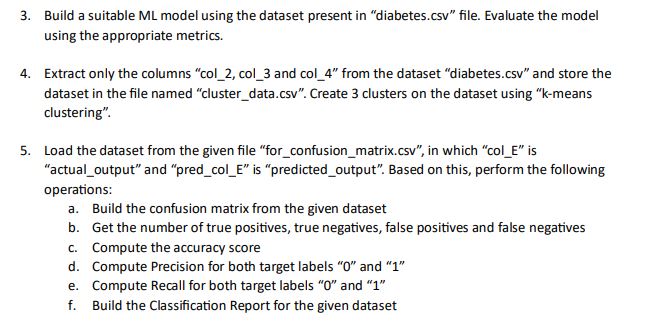 3. Build a suitable ML model using the dataset present in “diabetes.csv” file. Evaluate the model
using the appropriate metrics.
4. Extract only the columns “col_2, col_3 and col_4” from the dataset “diabetes.csv” and store the
dataset in the file named “cluster_data.csv”. Create 3 clusters on the dataset using “k-means
clustering”.
5. Load the dataset from the given file “for_confusion_matrix.csv”, in which “col_E” is
“actual_output” and “pred_col_E” is “predicted_output”. Based on this, perform the following
operations:
a. Build the confusion matrix from the given dataset
b. Get the number of true positives, true negatives, false positives and false negatives
c. Compute the accuracy score
d. Compute Precision for both target labels “0” and “1”
e. Compute Recall for both target labels “0” and “1”
f. Build the Classification Report for the given dataset